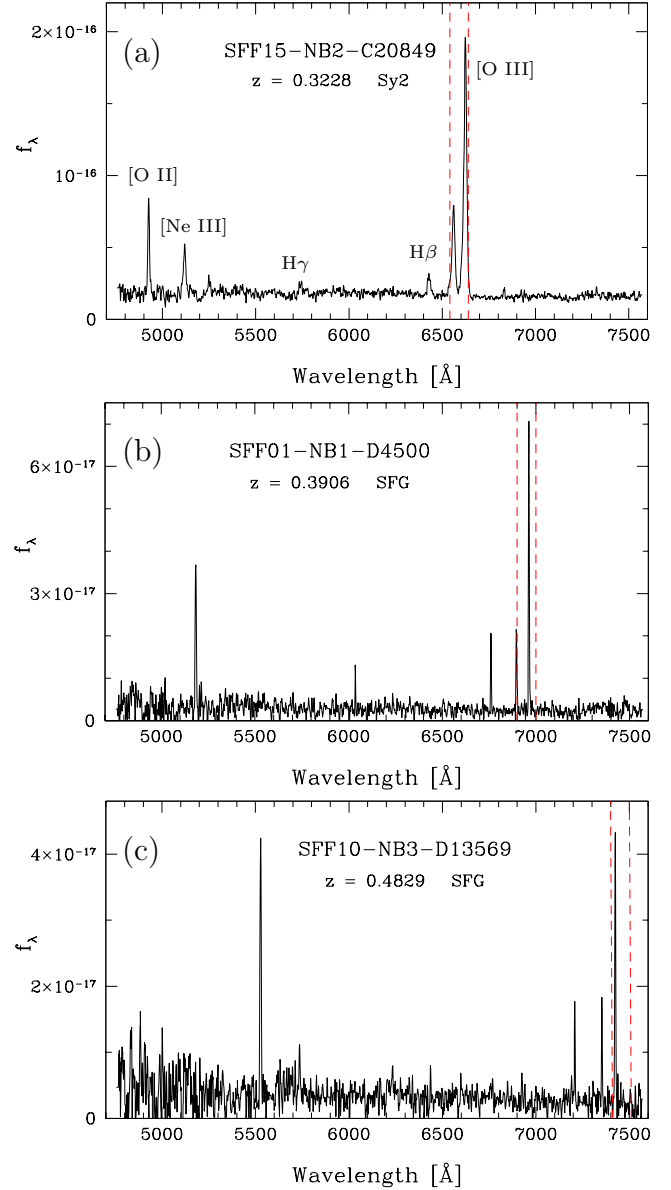 (a)
SFF15−NB2−C20849
z = 0.3228 Sy2
[O III]
[O II]
[Ne III]
Hγ
Hβ
2×10⁻¹⁶
10⁻¹⁶
0
f_λ
5000 5500 6000 6500 7000 7500
Wavelength [Å]
(b)
SFF01−NB1−D4500
z = 0.3906 SFG
6×10⁻¹⁷
3×10⁻¹⁷
0
f_λ
5000 5500 6000 6500 7000 7500
Wavelength [Å]
(c)
SFF10−NB3−D13569
z = 0.4829 SFG
4×10⁻¹⁷
2×10⁻¹⁷
0
f_λ
5000 5500 6000 6500 7000 7500
Wavelength [Å]